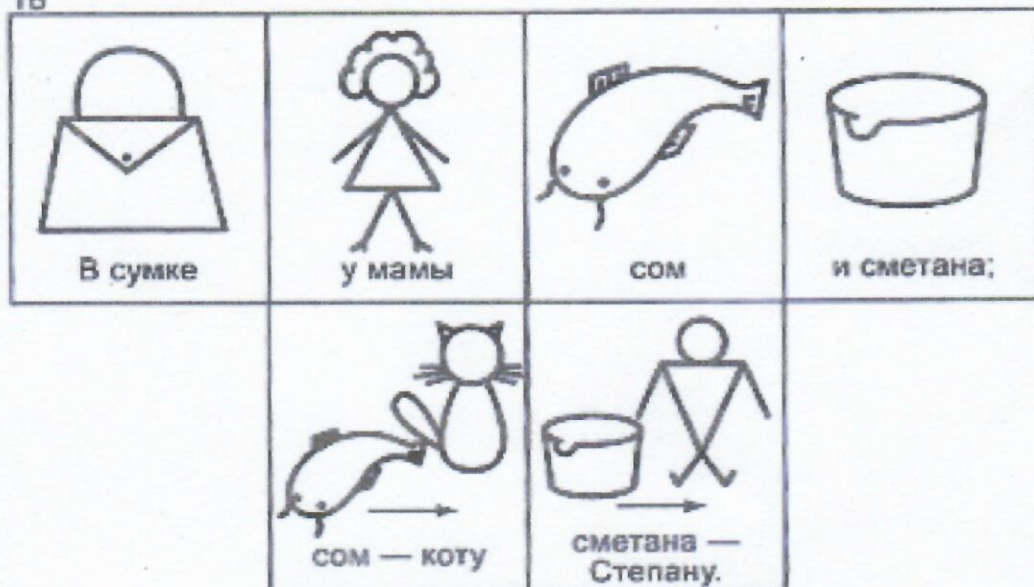 В сумке
у мамы
сом
и сметана;
сом — коту
сметана —
Степану.